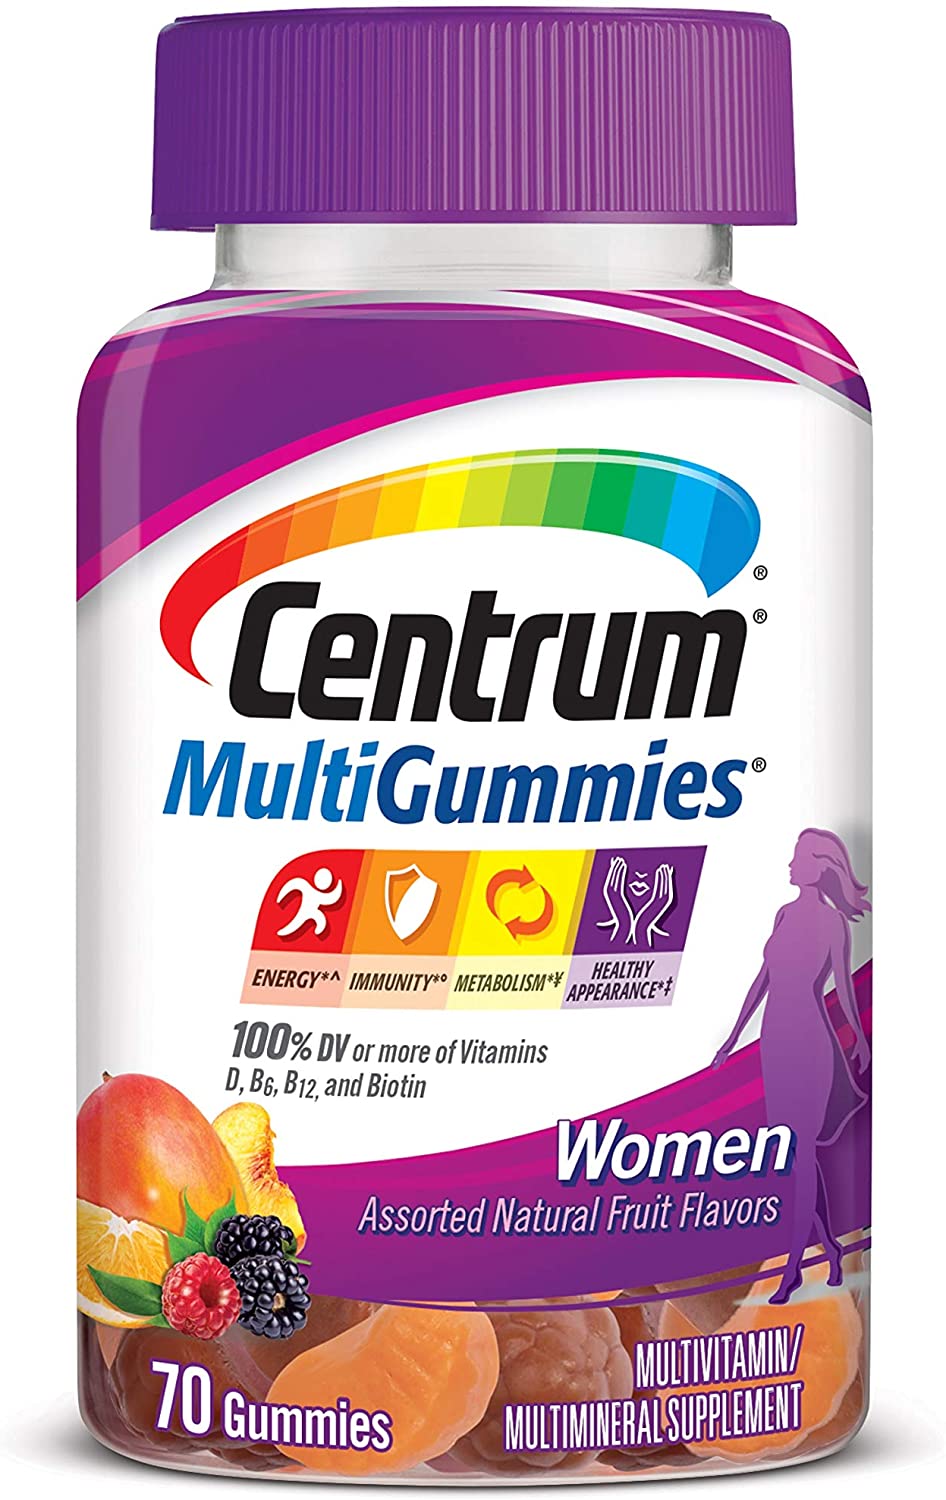 Centrum®
®
MultiGummies®
ENERGY*^
IMMUNITY*°
METABOLISM*¥
HEALTHY
APPEARANCE*‡
100% DV or more of Vitamins
D, B6, B12, and Biotin
Women
Assorted Natural Fruit Flavors
70 Gummies
MULTIVITAMIN/
MULTIMINERAL SUPPLEMENT